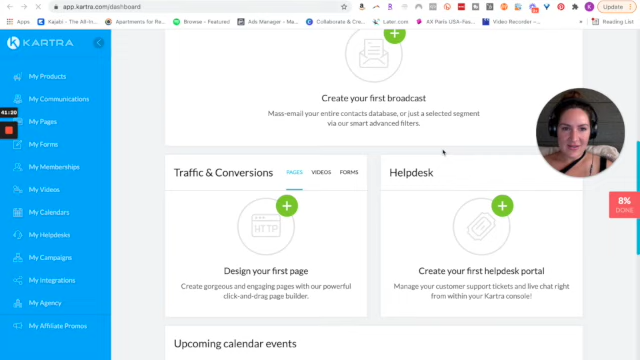 app.kartra.com/dashboard
Update
Apps
Kajabi - The All-In...
Apartments for Re...
Spotify
Browse Featured |...
Ads Manager - Ma...
Collaborate & Crea...
Later.com
AX Paris USA-Fas...
Video Recorder –...
Reading List
KARTRA
My Products
My Communications
My Pages
My Forms
My Memberships
My Videos
My Calendars
My Helpdesks
My Campaigns
My Integrations
My Agency
My Affiliate Promos
41:20
Create your first broadcast
Mass-email your entire contacts database, or just a selected segment
via our smart advanced filters.
Traffic & Conversions
PAGES VIDEOS FORMS
HTTP
Design your first page
Create gorgeous and engaging pages with our powerful
click-and-drag page builder.
Helpdesk
Create your first helpdesk portal
Manage your customer support tickets and live chat right
from within your Kartra console!
8%
DONE
Upcoming calendar events